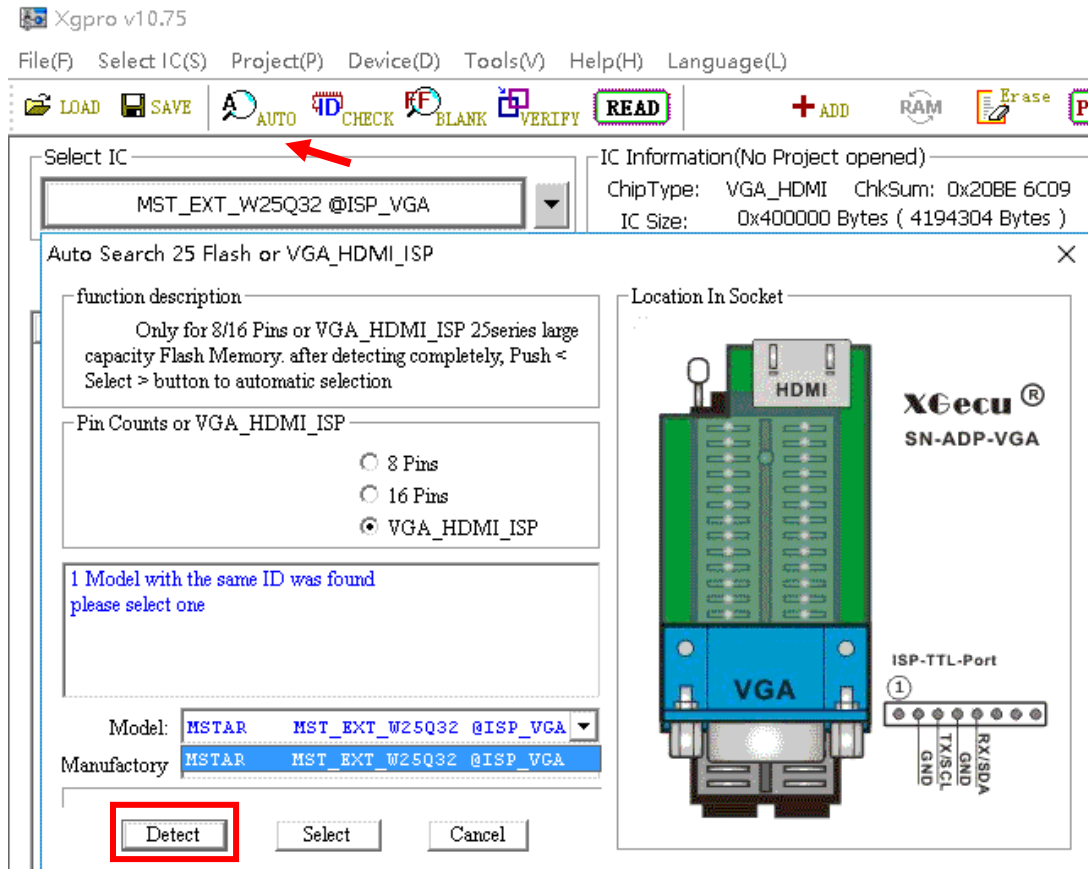 Xgpro v10.75
File(F) Select IC(S) Project(P) Device(D) Tools(V) Help(H) Language(L)
LOAD SAVE AUTO CHECK BLANK VERIFY READ ADD RAM Erase P
Select IC
MST_EXT_W25Q32 @ISP_VGA
IC Information(No Project opened)
ChipType: VGA_HDMI ChkSum: 0x20BE 6C09
IC Size: 0x400000 Bytes ( 4194304 Bytes )
Auto Search 25 Flash or VGA_HDMI_ISP
function description
Only for 8/16 Pins or VGA_HDMI_ISP 25series large
capacity Flash Memory. after detecting completely, Push <
Select > button to automatic selection
Pin Counts or VGA_HDMI_ISP
8 Pins
16 Pins
VGA_HDMI_ISP
1 Model with the same ID was found
please select one
Model: MSTAR MST_EXT_W25Q32 @ISP_VGA
Manufactory MSTAR MST_EXT_W25Q32 @ISP_VGA
Detect Select Cancel
Location In Socket
HDMI
XGecu ®
SN-ADP-VGA
VGA
ISP-TTL-Port
1
GND
TX/SCL
GND
RX/SDA